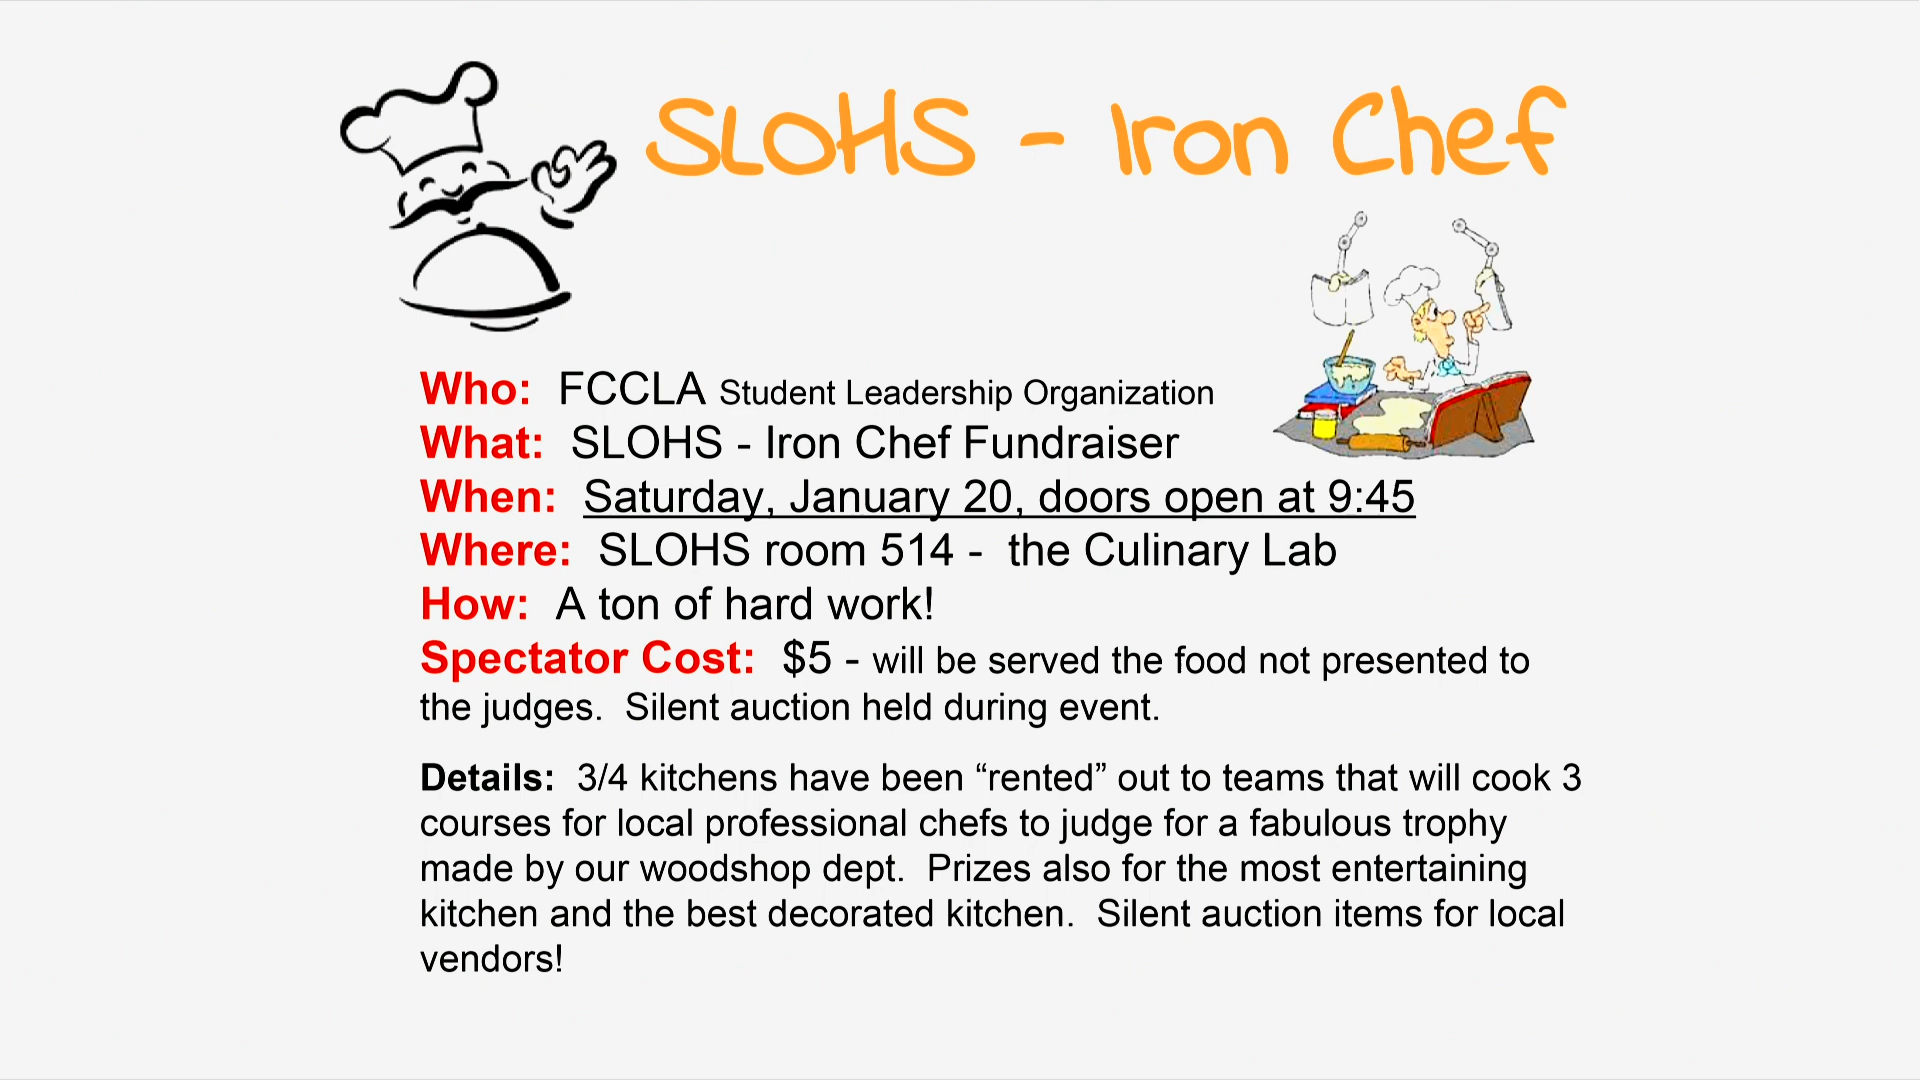 SLOHS - Iron Chef
Who: FCCLA Student Leadership Organization
What: SLOHS - Iron Chef Fundraiser
When: Saturday, January 20, doors open at 9:45
Where: SLOHS room 514 - the Culinary Lab
How: A ton of hard work!
Spectator Cost: $5 - will be served the food not presented to
the judges. Silent auction held during event.
Details: 3/4 kitchens have been “rented” out to teams that will cook 3
courses for local professional chefs to judge for a fabulous trophy
made by our woodshop dept. Prizes also for the most entertaining
kitchen and the best decorated kitchen. Silent auction items for local
vendors!